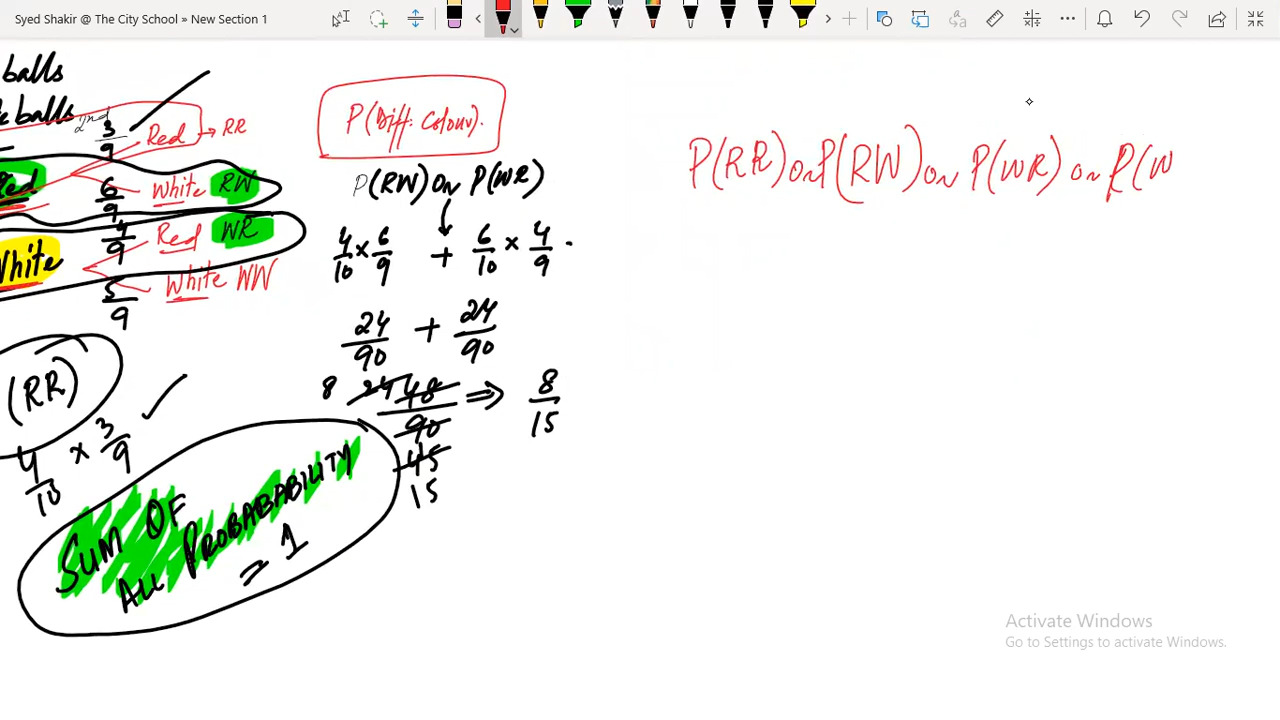 Syed Shakir @ The City School » New Section 1
balls
balls
2nd
3/9 Red → RR
6/9 White RW
4/9 Red WR
White
5/9 White WW
(RR)
4/10 × 3/9
P(Diff. Colour).
P(RW) or P(WR)
4/10 × 6/9 + 6/10 × 4/9
24/90 + 24/90
8 24 48/90 ⇒ 8/15
45
15
SUM OF
ALL PROBABABILITY
= 1
P(RR) or P(RW) or P(WR) or P(W
Activate Windows
Go to Settings to activate Windows.